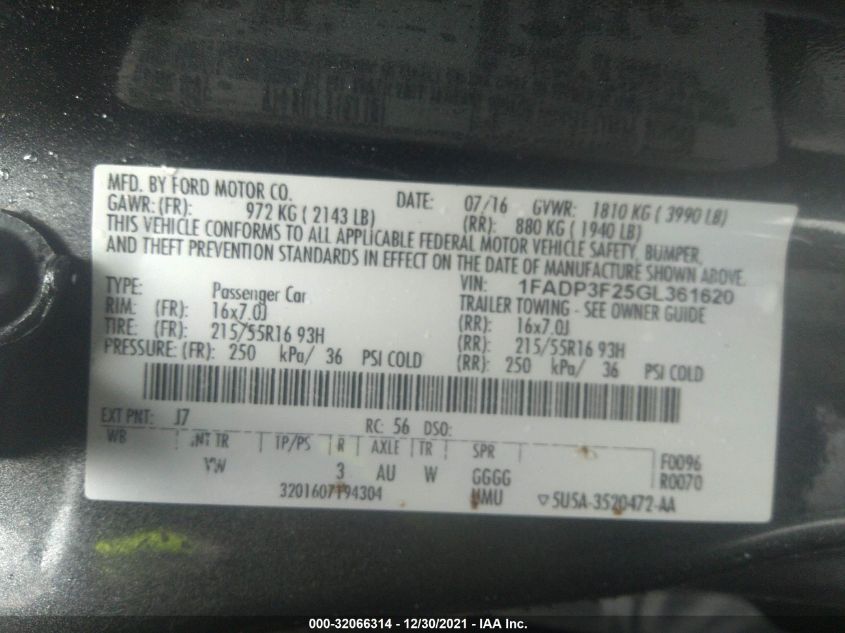 MFD. BY FORD MOTOR CO. DATE: 07/16 GVWR: 1810 KG ( 3990 LB)
GAWR: (FR): 972 KG ( 2143 LB) (RR): 880 KG ( 1940 LB)
THIS VEHICLE CONFORMS TO ALL APPLICABLE FEDERAL MOTOR VEHICLE SAFETY, BUMPER,
AND THEFT PREVENTION STANDARDS IN EFFECT ON THE DATE OF MANUFACTURE SHOWN ABOVE.
VIN: 1FADP3F25GL361620
TYPE: Passenger Car TRAILER TOWING - SEE OWNER GUIDE
RIM: (FR): 16x7.0J (RR): 16x7.0J
TIRE: (FR): 215/55R16 93H (RR): 215/55R16 93H
PRESSURE: (FR): 250 kPa/ 36 PSI COLD (RR): 250 kPa/ 36 PSI COLD
EXT PNT: J7 RC: 56 DSO:
WB INT TR TP/PS R AXLE TR SPR F0096
VW 3 AU W GGGG R0070
3201607194304 HMU ▽5U5A-3520472-AA
000-32066314 - 12/30/2021 - IAA Inc.